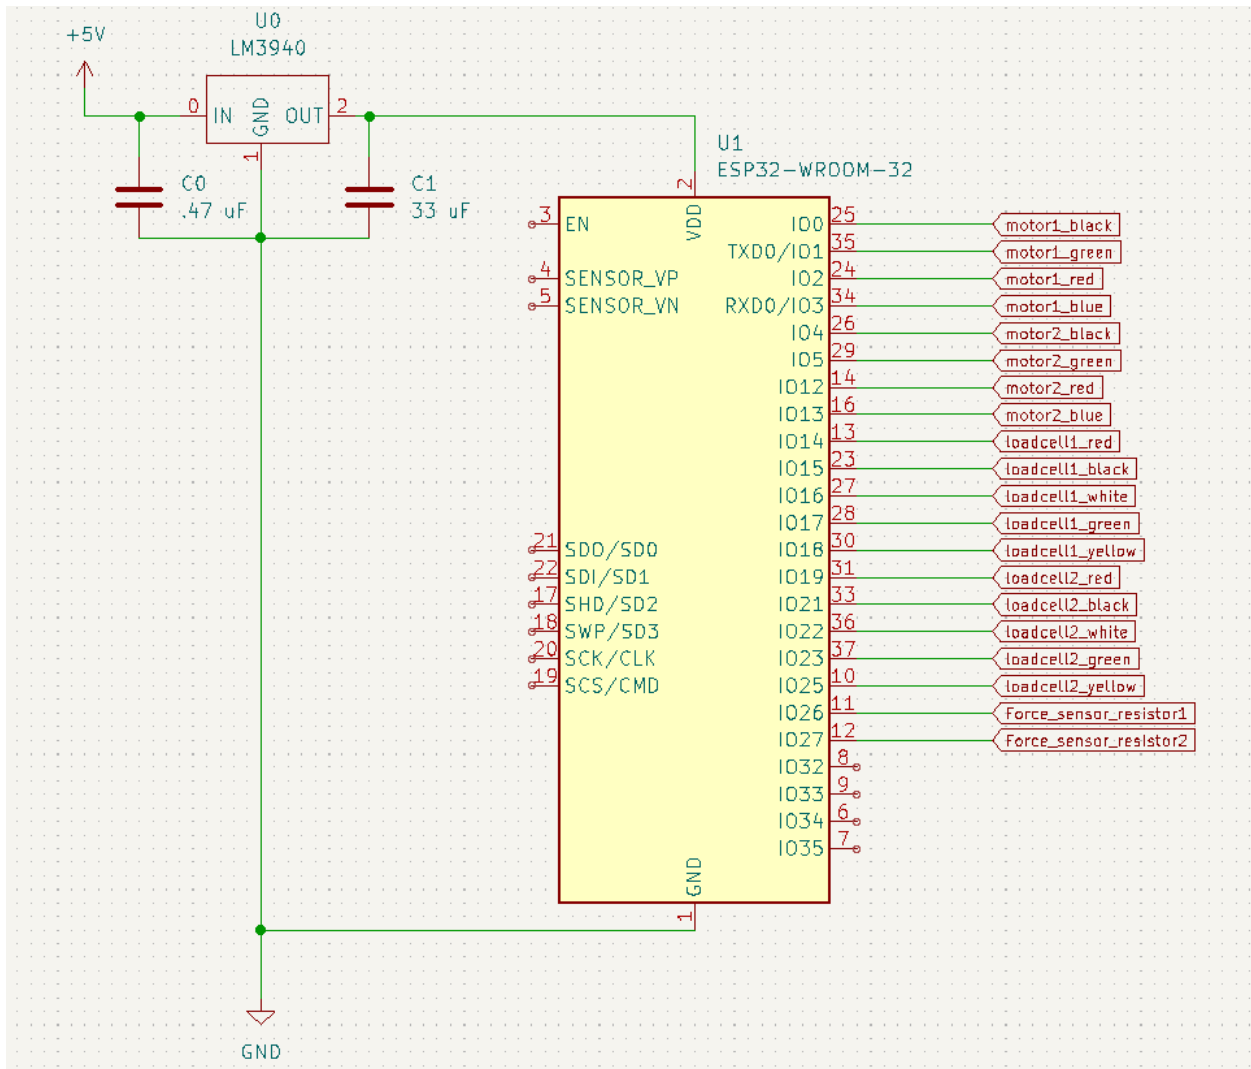 +5V
U0
LM3940
0
IN
GND
OUT
2
1
C0
.47 uF
C1
33 uF
U1
ESP32-WROOM-32
2
VDD
3
EN
4
SENSOR_VP
5
SENSOR_VN
21
SDO/SD0
22
SDI/SD1
17
SHD/SD2
18
SWP/SD3
20
SCK/CLK
19
SCS/CMD
IO0 25 motor1_black
TXD0/IO1 35 motor1_green
IO2 24 motor1_red
RXD0/IO3 34 motor1_blue
IO4 26 motor2_black
IO5 29 motor2_green
IO12 14 motor2_red
IO13 16 motor2_blue
IO14 13 loadcell1_red
IO15 23 loadcell1_black
IO16 27 loadcell1_white
IO17 28 loadcell1_green
IO18 30 loadcell1_yellow
IO19 31 loadcell2_red
IO21 33 loadcell2_black
IO22 36 loadcell2_white
IO23 37 loadcell2_green
IO25 10 loadcell2_yellow
IO26 11 Force_sensor_resistor1
IO27 12 Force_sensor_resistor2
IO32 8
IO33 9
IO34 6
IO35 7
GND
1
GND